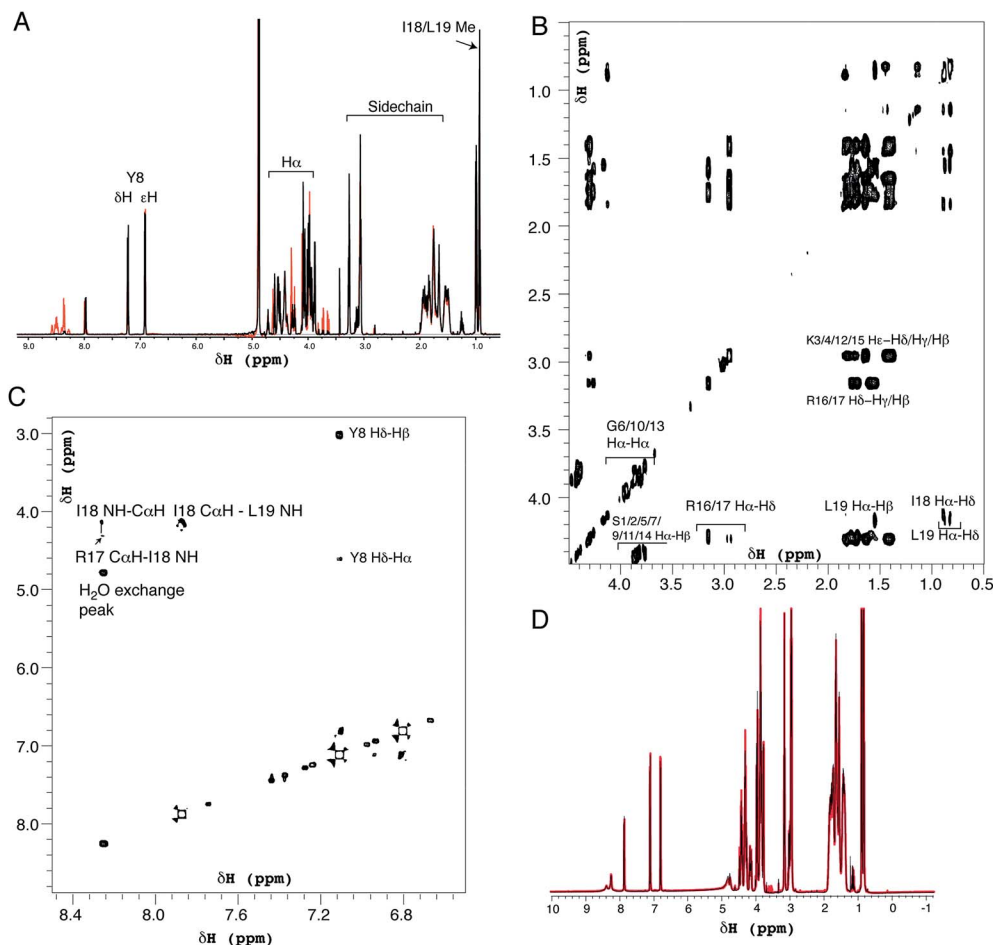 A
I18/L19 Me
Sidechain
Hα
Y8
δH εH
9.0 8.0 7.0 6.0 5.0 4.0 3.0 2.0 1.0
δH (ppm)
B
δH (ppm)
1.0
1.5
2.0
2.5
3.0
3.5
4.0
K3/4/12/15 Hε–Hδ/Hγ/Hβ
R16/17 Hδ–Hγ/Hβ
G6/10/13
Hα-Hα
R16/17 Hα-Hδ
L19 Hα-Hβ
I18 Hα-Hδ
S1/2/5/7/
9/11/14 Hα-Hβ
L19 Hα-Hδ
δH (ppm)
4.0 3.5 3.0 2.5 2.0 1.5 1.0 0.5
C
δH (ppm)
3.0
4.0
5.0
6.0
7.0
8.0
Y8 Hδ-Hβ
I18 NH-CαH I18 CαH - L19 NH
R17 CαH-I18 NH
Y8 Hδ-Hα
H₂O exchange
peak
δH (ppm)
8.4 8.0 7.6 7.2 6.8
δH (ppm)
D
10 9 8 7 6 5 4 3 2 1 0 -1
δH (ppm)